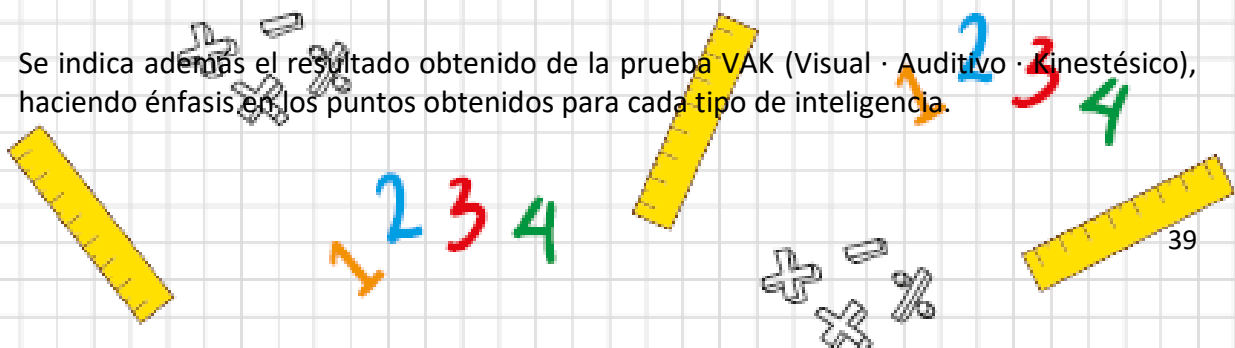 Se indica además el resultado obtenido de la prueba VAK (Visual · Auditivo · Kinestésico),
haciendo énfasis en los puntos obtenidos para cada tipo de inteligencia.
1 2 3 4
1 2 3 4
39
+ - × %
+ - × %